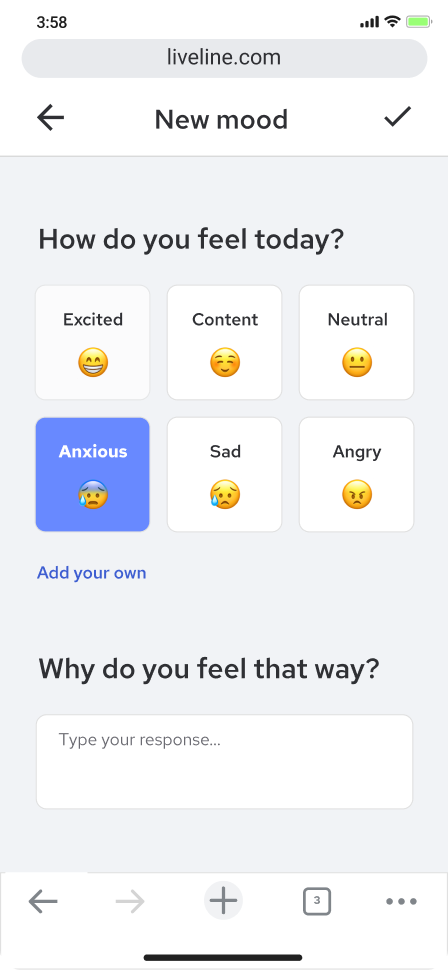 3:58
liveline.com
New mood
How do you feel today?
Excited
Content
Neutral
Anxious
Sad
Angry
Add your own
Why do you feel that way?
Type your response...
3